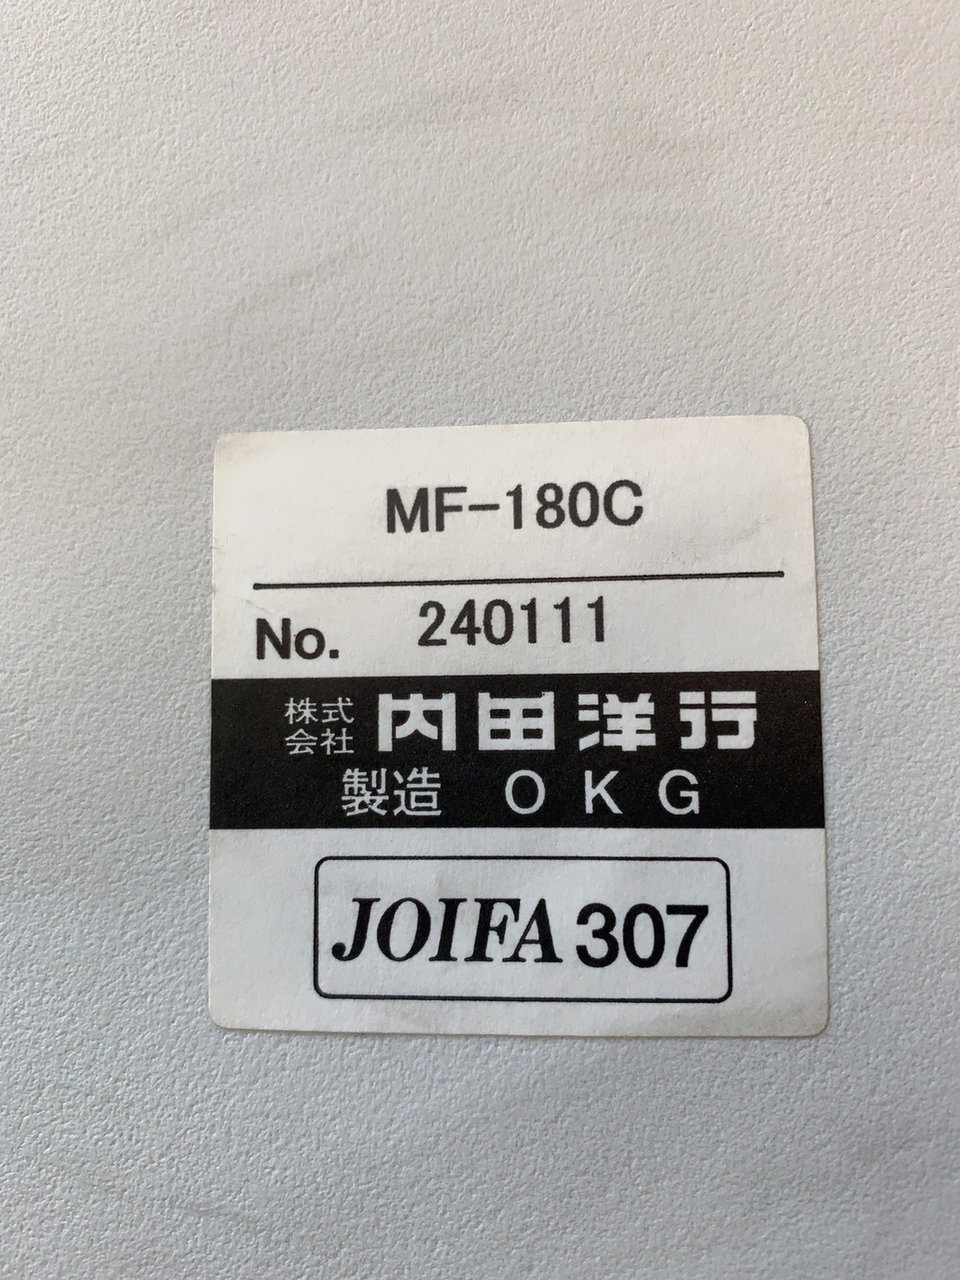 MF-180C
No. 240111
株式会社 内田洋行
製造 OKG
JOIFA 307